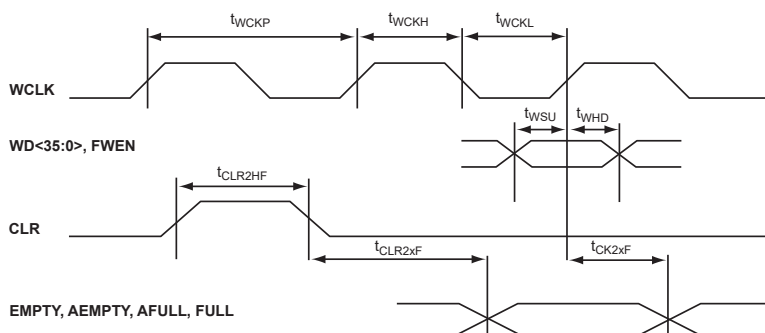 tWCKP tWCKH tWCKL
WCLK
tWSU tWHD
WD<35:0>, FWEN
tCLR2HF
CLR
tCLR2xF tCK2xF
EMPTY, AEMPTY, AFULL, FULL